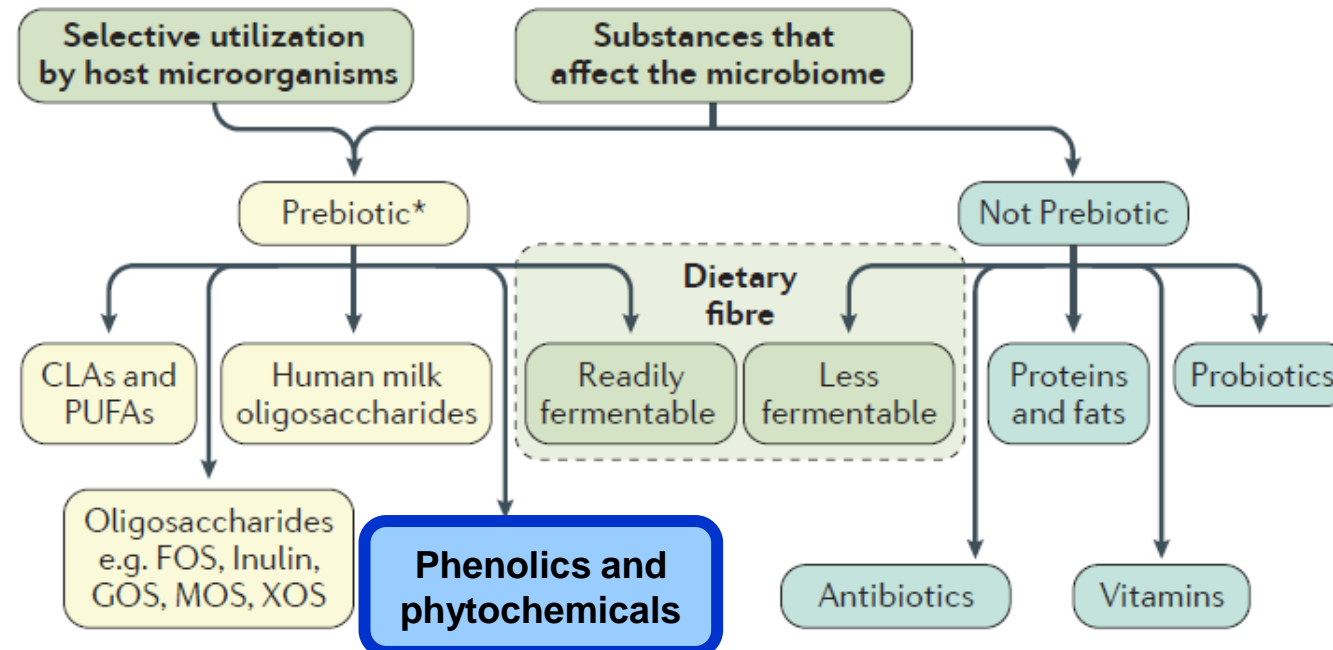 Selective utilization
by host microorganisms
Substances that
affect the microbiome
Prebiotic*
Not Prebiotic
Dietary
fibre
CLAs and
PUFAs
Human milk
oligosaccharides
Readily
fermentable
Less
fermentable
Proteins
and fats
Probiotics
Oligosaccharides
e.g. FOS, Inulin,
GOS, MOS, XOS
Phenolics and
phytochemicals
Antibiotics
Vitamins